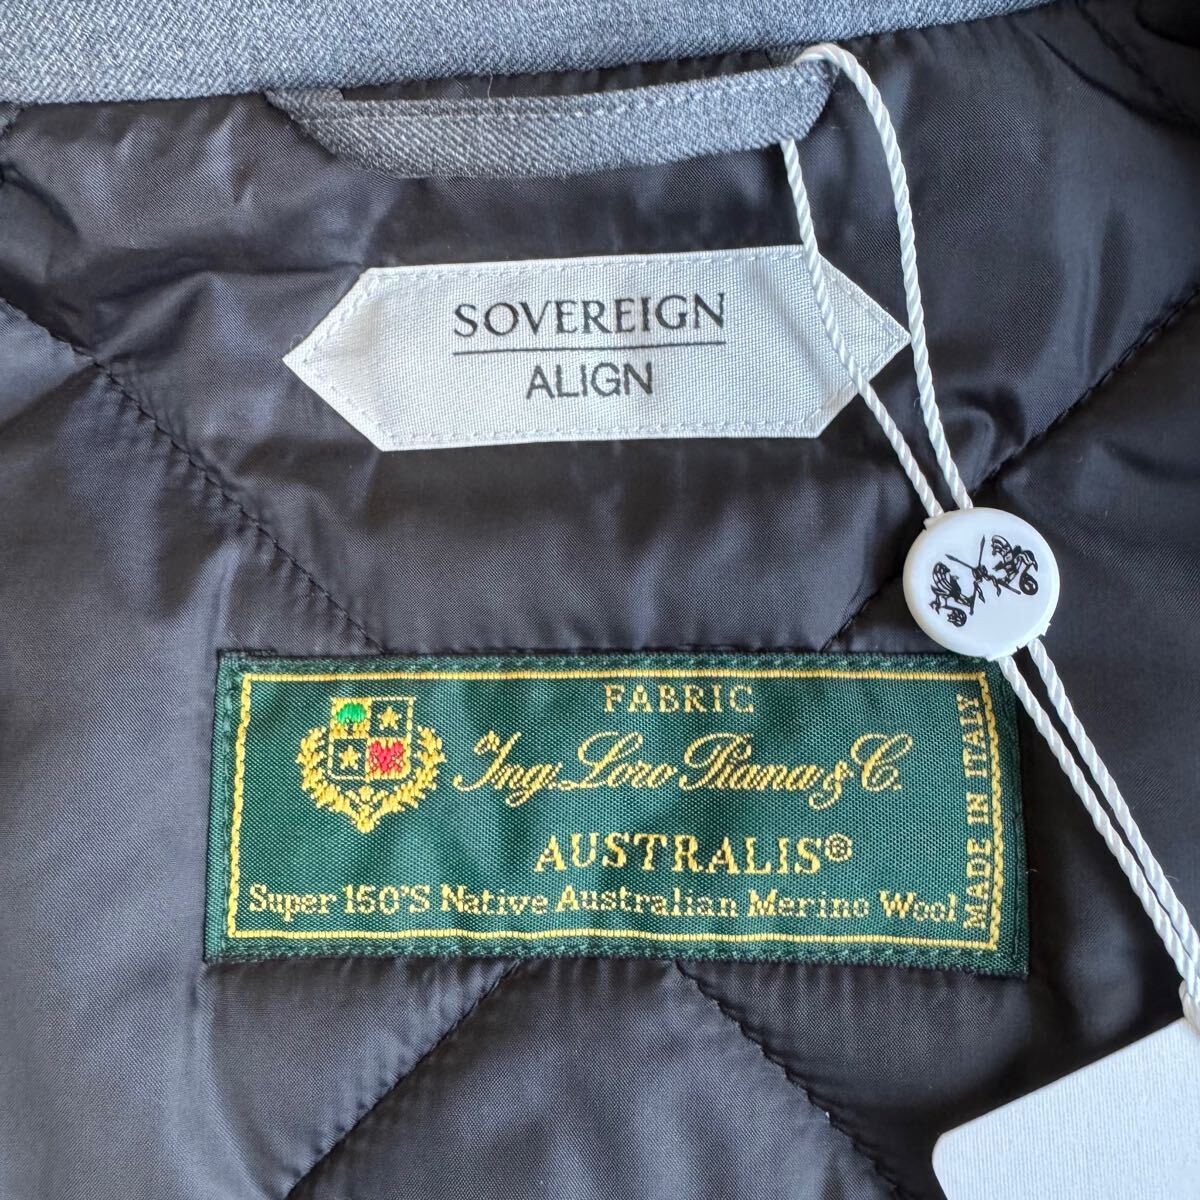 SOVEREIGN
ALIGN
FABRIC
Ing. Loro Piana & C.
AUSTRALIS®
Super 150'S Native Australian Merino Wool
MADE IN ITALY